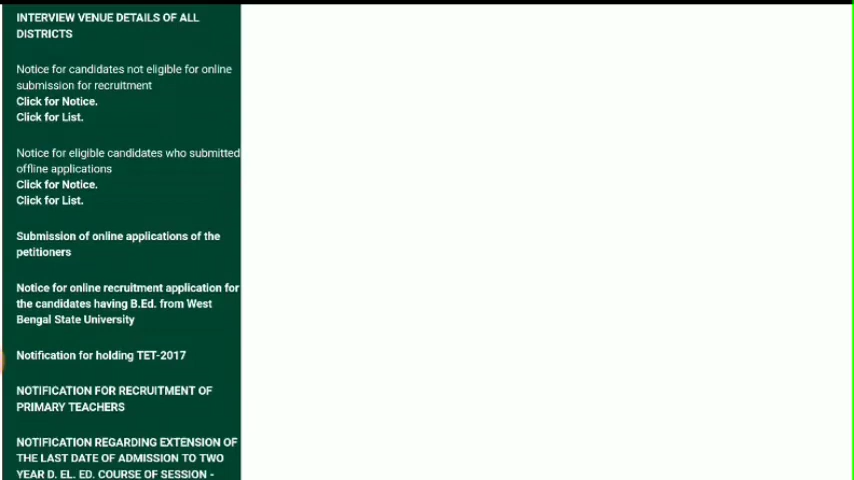 INTERVIEW VENUE DETAILS OF ALL
DISTRICTS
Notice for candidates not eligible for online
submission for recruitment
Click for Notice.
Click for List.
Notice for eligible candidates who submitted
offline applications
Click for Notice.
Click for List.
Submission of online applications of the
petitioners
Notice for online recruitment application for
the candidates having B.Ed. from West
Bengal State University
Notification for holding TET-2017
NOTIFICATION FOR RECRUITMENT OF
PRIMARY TEACHERS
NOTIFICATION REGARDING EXTENSION OF
THE LAST DATE OF ADMISSION TO TWO
YEAR D. EL. ED. COURSE OF SESSION -